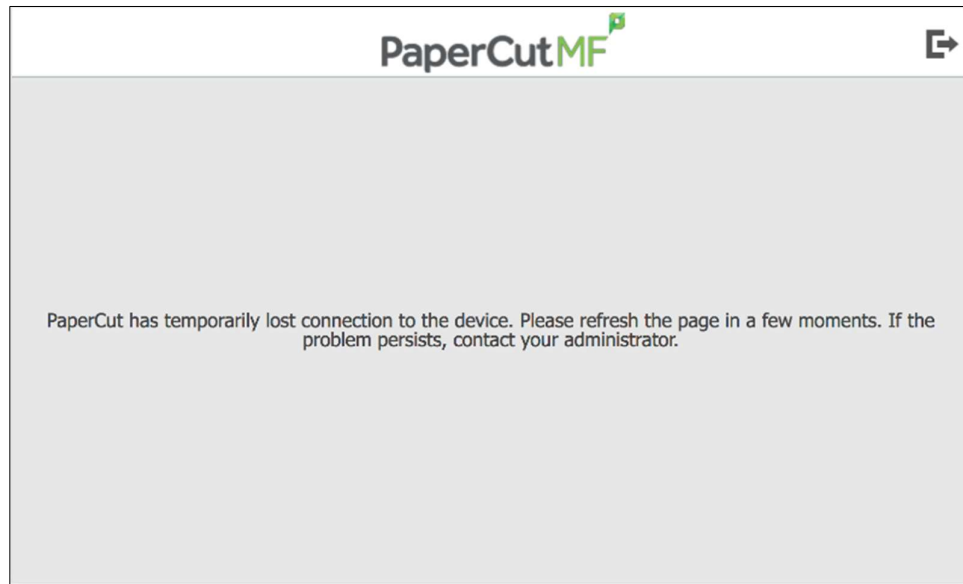 PaperCutMF
PaperCut has temporarily lost connection to the device. Please refresh the page in a few moments. If the
problem persists, contact your administrator.